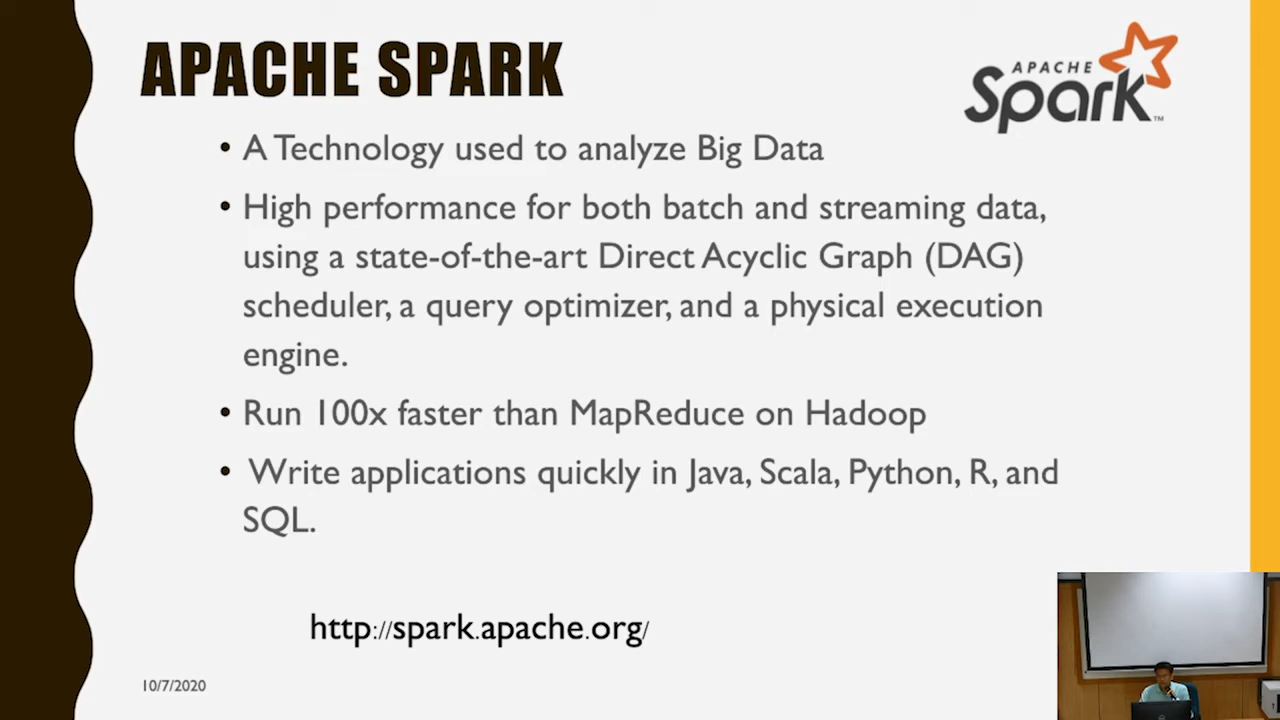 APACHE SPARK
APACHE
Spark™
• A Technology used to analyze Big Data
• High performance for both batch and streaming data,
using a state-of-the-art Direct Acyclic Graph (DAG)
scheduler, a query optimizer, and a physical execution
engine.
• Run 100x faster than MapReduce on Hadoop
• Write applications quickly in Java, Scala, Python, R, and
SQL.
http://spark.apache.org/
10/7/2020